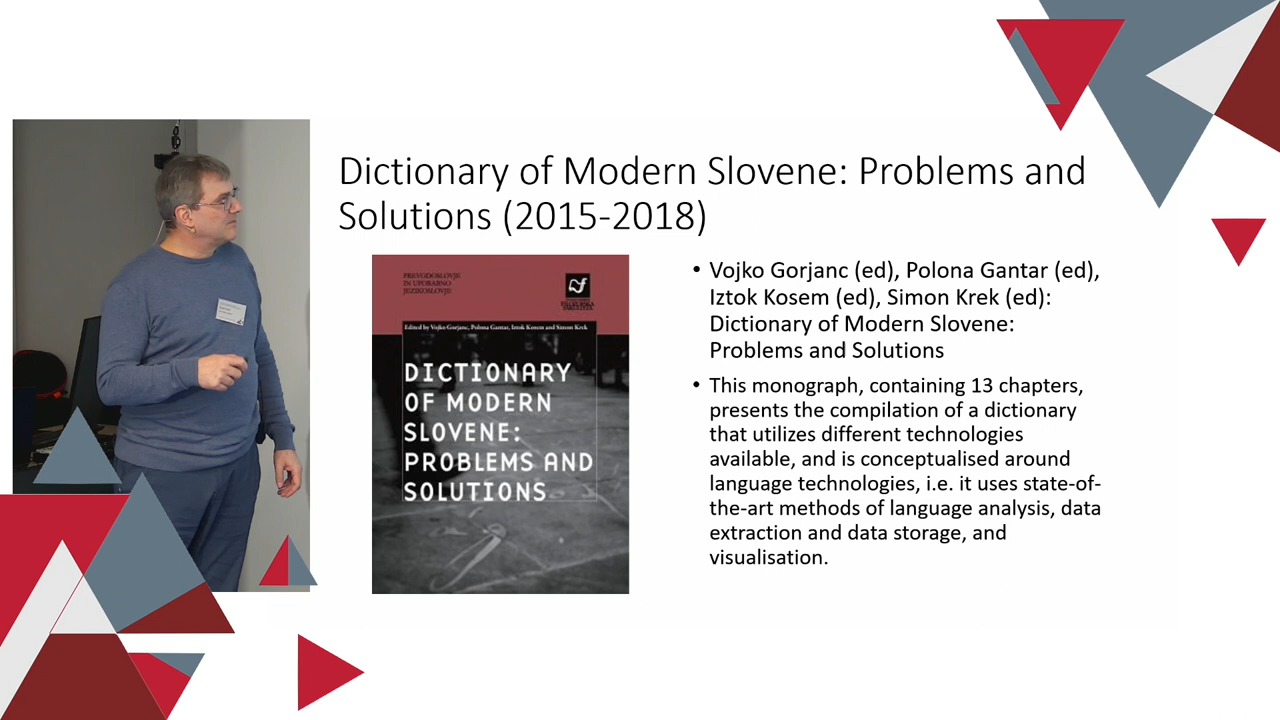 Dictionary of Modern Slovene: Problems and
Solutions (2015-2018)
PREVODOSLOVJE
IN UPORABNO
JEZIKOSLOVJE
Edited by Vojko Gorjanc, Polona Gantar, Iztok Kosem and Simon Krek
DICTIONARY
OF MODERN
SLOVENE:
PROBLEMS AND
SOLUTIONS
• Vojko Gorjanc (ed), Polona Gantar (ed),
Iztok Kosem (ed), Simon Krek (ed):
Dictionary of Modern Slovene:
Problems and Solutions
• This monograph, containing 13 chapters,
presents the compilation of a dictionary
that utilizes different technologies
available, and is conceptualised around
language technologies, i.e. it uses state-of-
the-art methods of language analysis, data
extraction and data storage, and
visualisation.